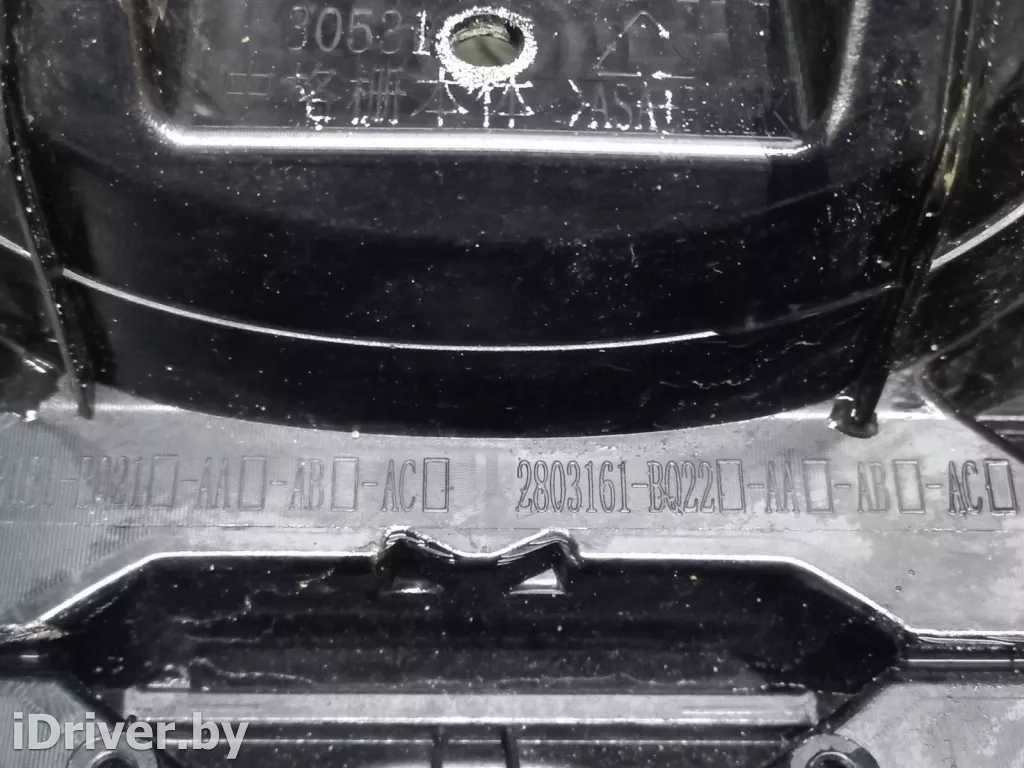 30531
中 格栅本体 >ASA
-BQ21□-AA□-AB□-AC□ 2803161-BQ22□-AA□-AB□-AC□
iDriver.by